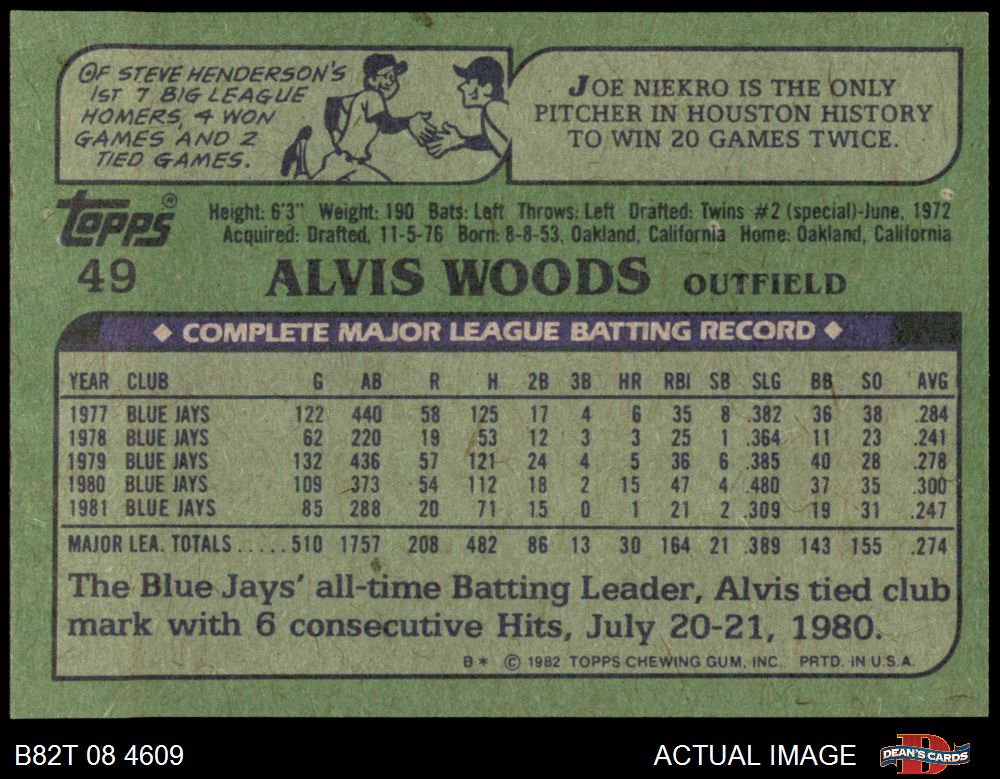 OF STEVE HENDERSON'S
1ST 7 BIG LEAGUE
HOMERS, 4 WON
GAMES AND 2
TIED GAMES.
JOE NIEKRO IS THE ONLY
PITCHER IN HOUSTON HISTORY
TO WIN 20 GAMES TWICE.
TOPPS®
Height: 6'3" Weight: 190 Bats: Left Throws: Left Drafted: Twins #2 (special)-June, 1972
Acquired: Drafted, 11-5-76 Born: 8-8-53, Oakland, California Home: Oakland, California
49 ALVIS WOODS OUTFIELD
◆ COMPLETE MAJOR LEAGUE BATTING RECORD ◆
YEAR CLUB G AB R H 2B 3B HR RBI SB SLG BB SO AVG
1977 BLUE JAYS 122 440 58 125 17 4 6 35 8 .382 36 38 .284
1978 BLUE JAYS 62 220 19 53 12 3 3 25 1 .364 11 23 .241
1979 BLUE JAYS 132 436 57 121 24 4 5 36 6 .385 40 28 .278
1980 BLUE JAYS 109 373 54 112 18 2 15 47 4 .480 37 35 .300
1981 BLUE JAYS 85 288 20 71 15 0 1 21 2 .309 19 31 .247
MAJOR LEA. TOTALS.....510 1757 208 482 86 13 30 164 21 .389 143 155 .274
The Blue Jays' all-time Batting Leader, Alvis tied club
mark with 6 consecutive Hits, July 20-21, 1980.
B* © 1982 TOPPS CHEWING GUM, INC. PRTD. IN U.S.A.
B82T 08 4609
ACTUAL IMAGE
D
DEAN'S CARDS